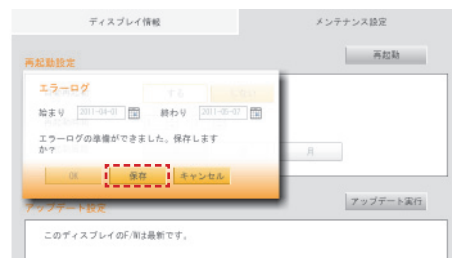 ディスプレイ情報
メンテナンス設定
再起動設定
再起動
エラーログ
する
始まり 2011-04-01 終わり 2011-05-07
エラーログの準備ができました。保存します
か?
月
OK 保存 キャンセル
アップデート設定
アップデート実行
このディスプレイのF/Wは最新です。